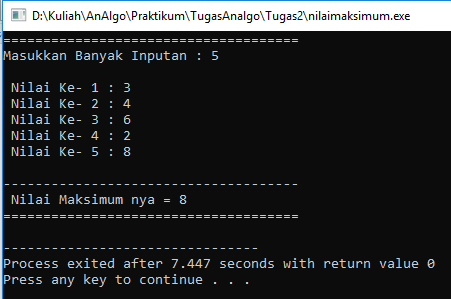 D:\Kuliah\AnAlgo\Praktikum\TugasAnalgo\Tugas2\nilaimaksimum.exe
=====================================
Masukkan Banyak Inputan : 5
Nilai Ke- 1 : 3
Nilai Ke- 2 : 4
Nilai Ke- 3 : 6
Nilai Ke- 4 : 2
Nilai Ke- 5 : 8
-------------------------------------
Nilai Maksimum nya = 8
=====================================
--------------------------------
Process exited after 7.447 seconds with return value 0
Press any key to continue . . .